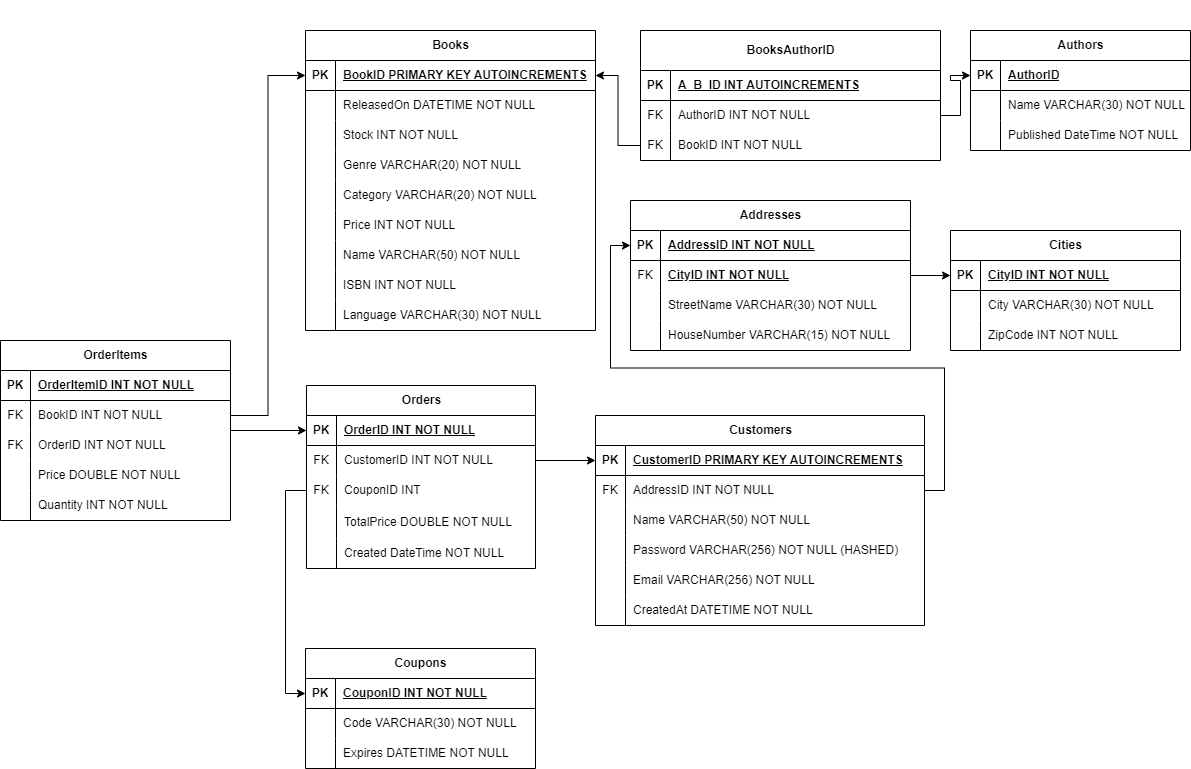 Books
PK BookID PRIMARY KEY AUTOINCREMENTS
ReleasedOn DATETIME NOT NULL
Stock INT NOT NULL
Genre VARCHAR(20) NOT NULL
Category VARCHAR(20) NOT NULL
Price INT NOT NULL
Name VARCHAR(50) NOT NULL
ISBN INT NOT NULL
Language VARCHAR(30) NOT NULL
BooksAuthorID
PK A_B_ID INT AUTOINCREMENTS
FK AuthorID INT NOT NULL
FK BookID INT NOT NULL
Authors
PK AuthorID
Name VARCHAR(30) NOT NULL
Published DateTime NOT NULL
Addresses
PK AddressID INT NOT NULL
FK CityID INT NOT NULL
StreetName VARCHAR(30) NOT NULL
HouseNumber VARCHAR(15) NOT NULL
Cities
PK CityID INT NOT NULL
City VARCHAR(30) NOT NULL
ZipCode INT NOT NULL
OrderItems
PK OrderItemID INT NOT NULL
FK BookID INT NOT NULL
FK OrderID INT NOT NULL
Price DOUBLE NOT NULL
Quantity INT NOT NULL
Orders
PK OrderID INT NOT NULL
FK CustomerID INT NOT NULL
FK CouponID INT
TotalPrice DOUBLE NOT NULL
Created DateTime NOT NULL
Customers
PK CustomerID PRIMARY KEY AUTOINCREMENTS
FK AddressID INT NOT NULL
Name VARCHAR(50) NOT NULL
Password VARCHAR(256) NOT NULL (HASHED)
Email VARCHAR(256) NOT NULL
CreatedAt DATETIME NOT NULL
Coupons
PK CouponID INT NOT NULL
Code VARCHAR(30) NOT NULL
Expires DATETIME NOT NULL